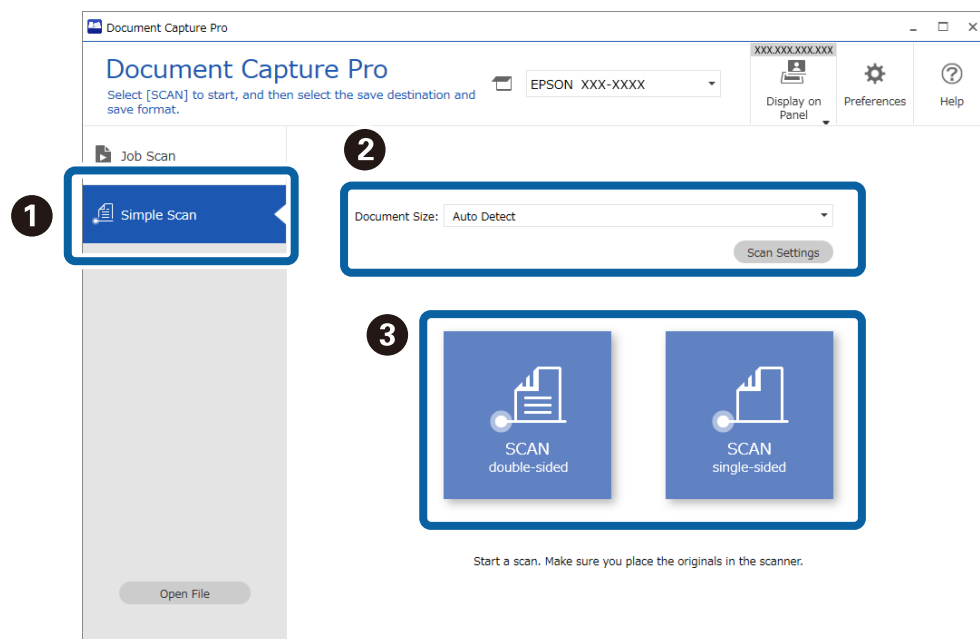 Document Capture Pro
Document Capture Pro
Select [SCAN] to start, and then select the save destination and
save format.
EPSON XXX-XXXX
XXX.XXX.XXX.XXX
Display on
Panel
Preferences
Help
Job Scan
2
1
Simple Scan
Document Size: Auto Detect
Scan Settings
3
SCAN
double-sided
SCAN
single-sided
Start a scan. Make sure you place the originals in the scanner.
Open File